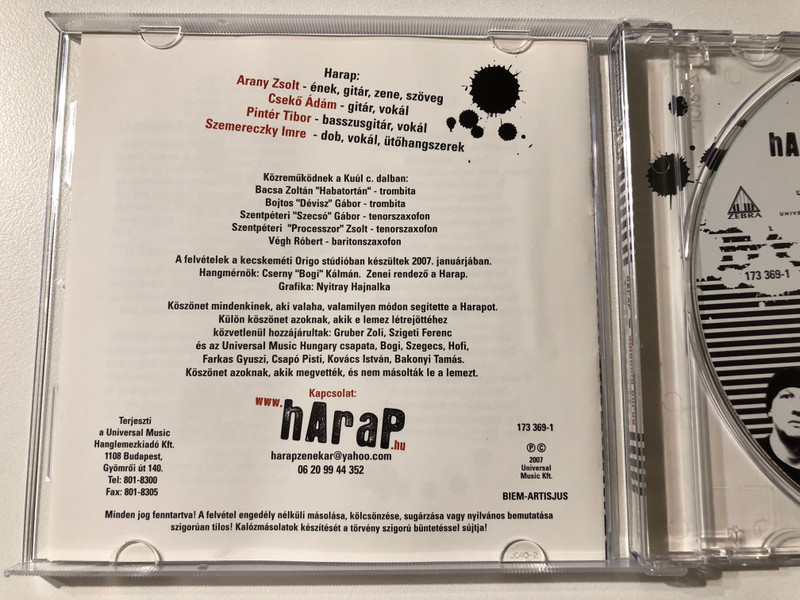 Harap:
Arany Zsolt - ének, gitár, zene, szöveg
Csekő Ádám - gitár, vokál
Pintér Tibor - basszusgitár, vokál
Szemereczky Imre - dob, vokál, ütőhangszerek
Közreműködnek a Kuúl c. dalban:
Bacsa Zoltán "Habatortán" - trombita
Bojtos "Dévisz" Gábor - trombita
Szentpéteri "Szecsó" Gábor - tenorszaxofon
Szentpéteri "Processzor" Zsolt - tenorszaxofon
Végh Róbert - baritonszaxofon
A felvételek a kecskeméti Origo stúdióban készültek 2007. januárjában.
Hangmérnök: Cserny "Bogi" Kálmán. Zenei rendező a Harap.
Grafika: Nyitray Hajnalka
Köszönet mindenkinek, aki valaha, valamilyen módon segítette a Harapot.
Külön köszönet azoknak, akik e lemez létrejöttéhez
közvetlenül hozzájárultak: Gruber Zoli, Szigeti Ferenc
és az Universal Music Hungary csapata, Bogi, Szegecs, Hofi,
Farkas Gyuszi, Csapó Pisti, Kovács István, Bakonyi Tamás.
Köszönet azoknak, akik megvették, és nem másolták le a lemezt.
Kapcsolat:
www.hAraP.hu
harapzenekar@yahoo.com
06 20 99 44 352
Terjeszti
a Universal Music
Hanglemezkiadó Kft.
1108 Budapest,
Gyömrői út 140.
Tel: 801-8300
Fax: 801-8305
173 369-1
℗ ©
2007
Universal
Music Kft.
BIEM-ARTISJUS
Minden jog fenntartva! A felvétel engedély nélküli másolása, kölcsönzése, sugárzása vagy nyilvános bemutatása
szigorúan tilos! Kalózmásolatok készítését a törvény szigorú büntetéssel sújtja!
hA
ZEBRA
173 369-1